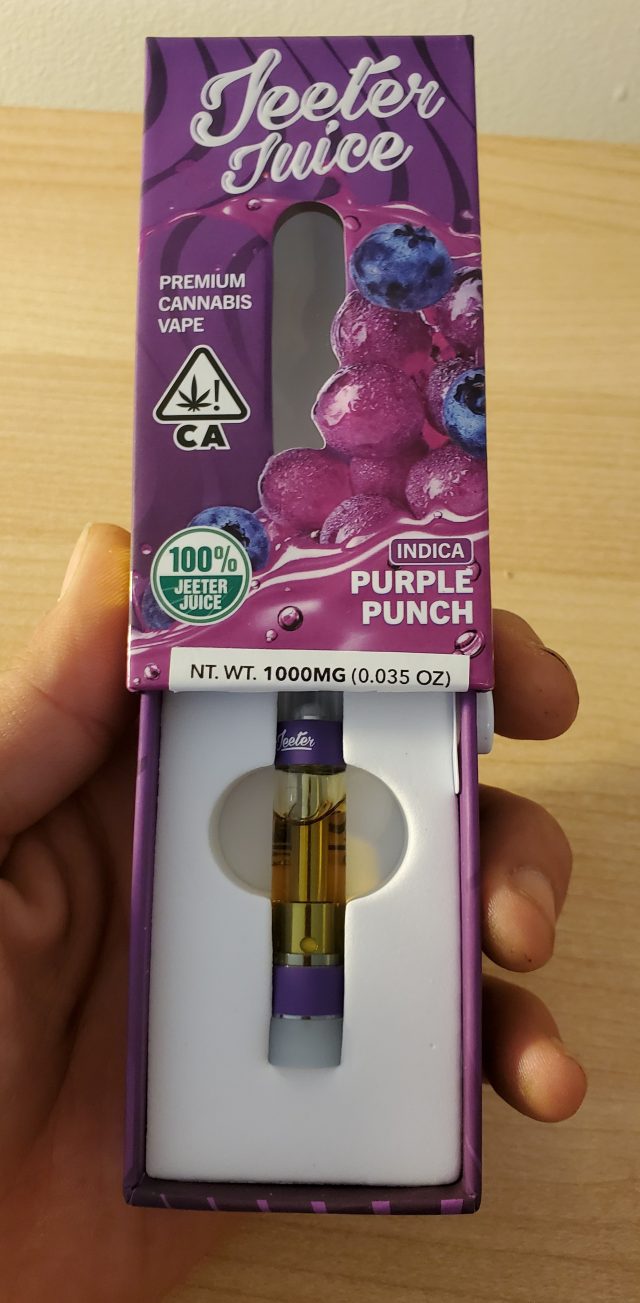 Jeeter
Juice
PREMIUM
CANNABIS
VAPE
!
CA
100%
JEETER
JUICE
INDICA
PURPLE
PUNCH
NT. WT. 1000MG (0.035 OZ)
Jeeter